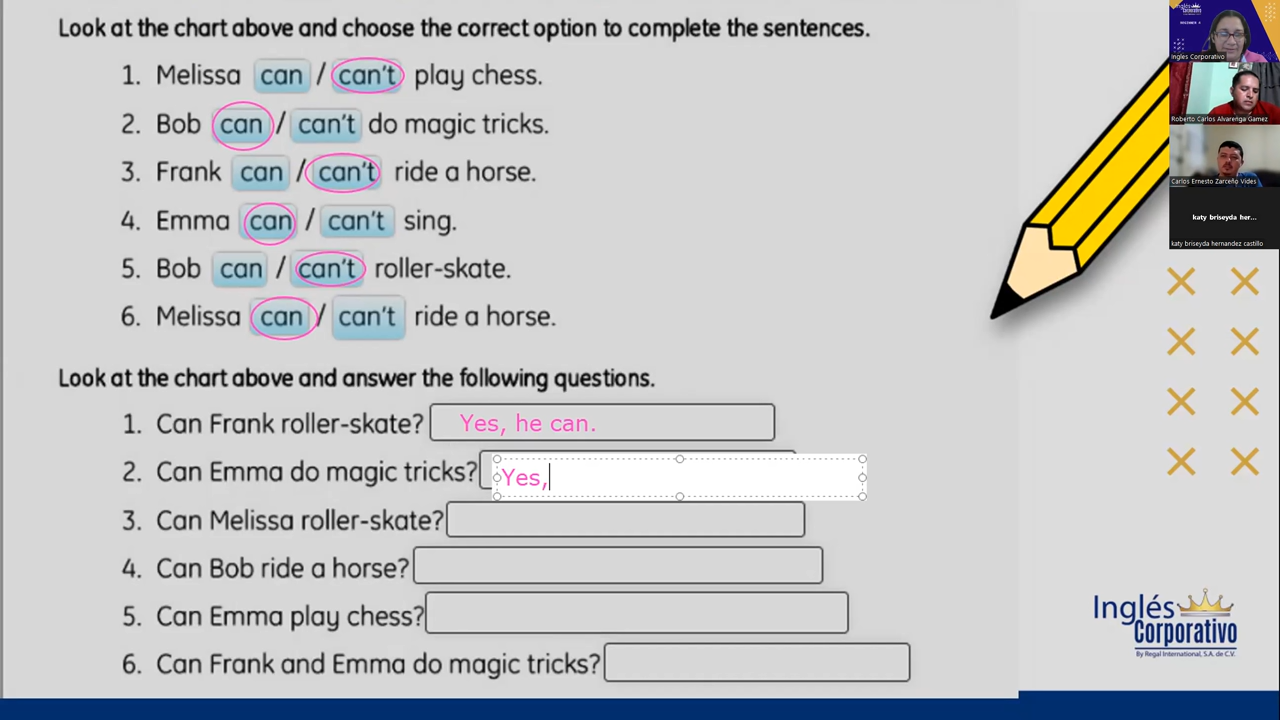 Look at the chart above and choose the correct option to complete the sentences.
1. Melissa can / can't play chess.
2. Bob can / can't do magic tricks.
3. Frank can / can't ride a horse.
4. Emma can / can't sing.
5. Bob can / can't roller-skate.
6. Melissa can / can't ride a horse.
Look at the chart above and answer the following questions.
1. Can Frank roller-skate? Yes, he can.
2. Can Emma do magic tricks? Yes,
3. Can Melissa roller-skate?
4. Can Bob ride a horse?
5. Can Emma play chess?
6. Can Frank and Emma do magic tricks?
Inglés Corporativo
Roberto Carlos Alvarenga Gamez
Carlos Ernesto Zarceño Vides
katy briseyda her...
katy briseyda hernandez castillo
Inglés
Corporativo
By Regal International, S.A. de C.V.